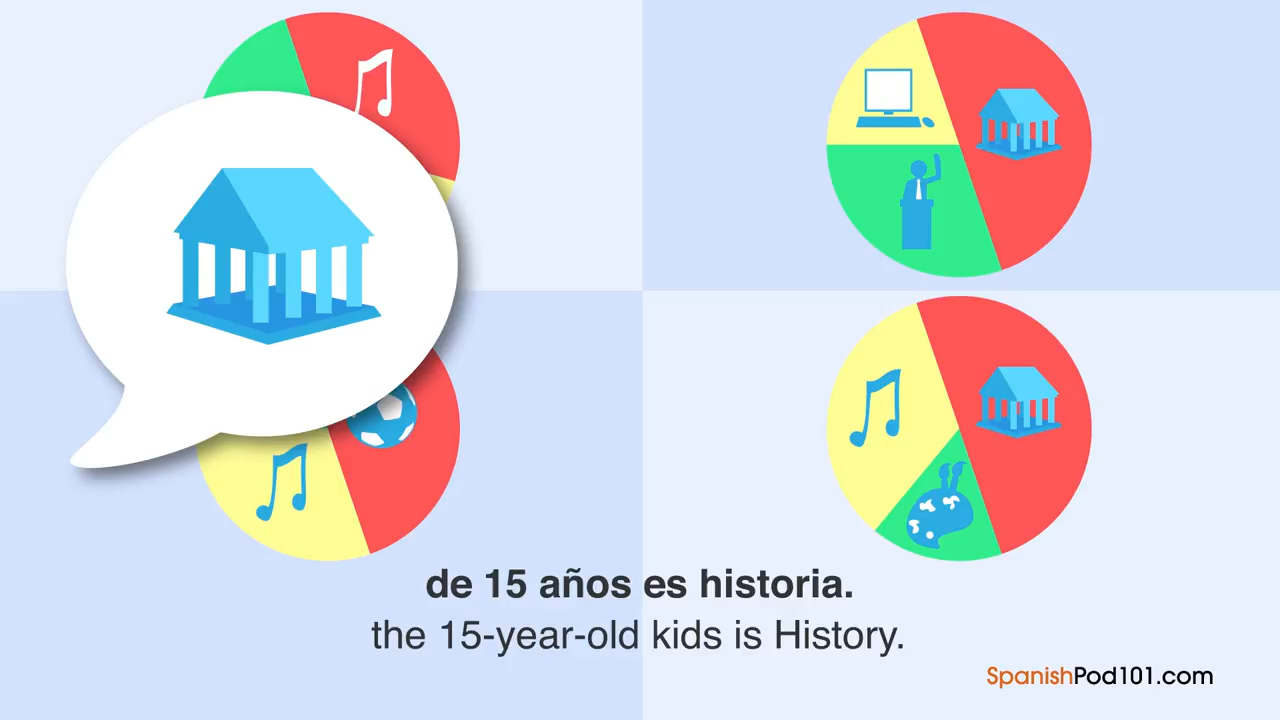 de 15 años es historia.
the 15-year-old kids is History.
SpanishPod101.com